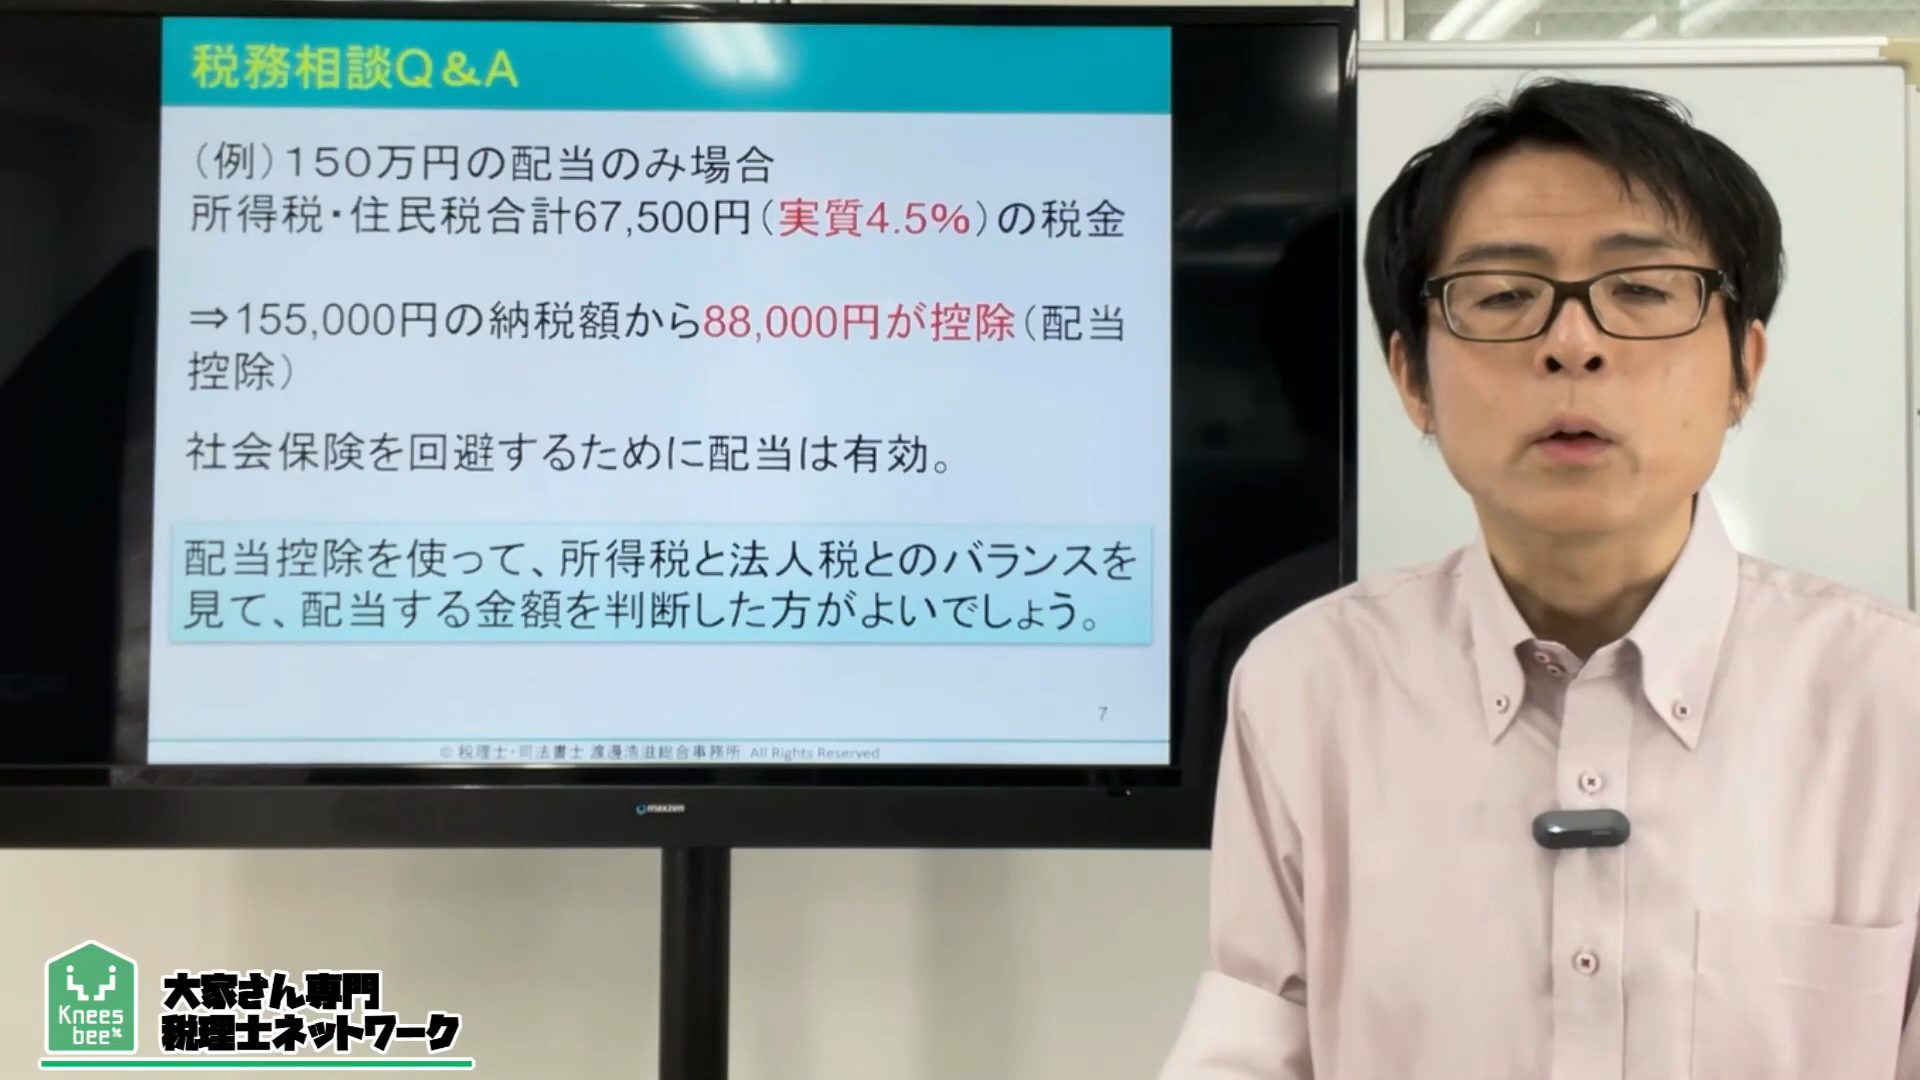 税務相談Q&A
（例）１５０万円の配当のみ場合
所得税・住民税合計67,500円（実質4.5%）の税金
⇒155,000円の納税額から88,000円が控除（配当
控除）
社会保険を回避するために配当は有効。
配当控除を使って、所得税と法人税とのバランスを
見て、配当する金額を判断した方がよいでしょう。
7
© 税理士・司法書士 渡邊浩滋総合事務所 All Rights Reserved
maxzen
Knees
bee
大家さん専門
税理士ネットワーク